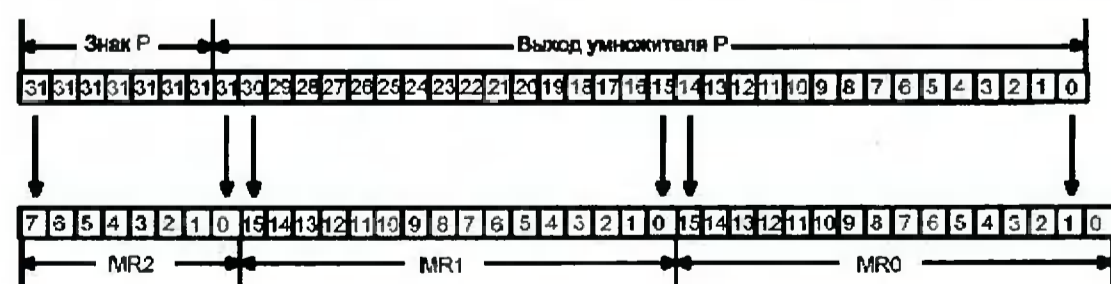 Знак P Выход умножителя P
31 31 31 31 31 31 31 31 30 29 28 27 26 25 24 23 22 21 20 19 18 17 16 15 14 13 12 11 10 9 8 7 6 5 4 3 2 1 0
7 6 5 4 3 2 1 0 15 14 13 12 11 10 9 8 7 6 5 4 3 2 1 0 15 14 13 12 11 10 9 8 7 6 5 4 3 2 1 0
MR2 MR1 MR0